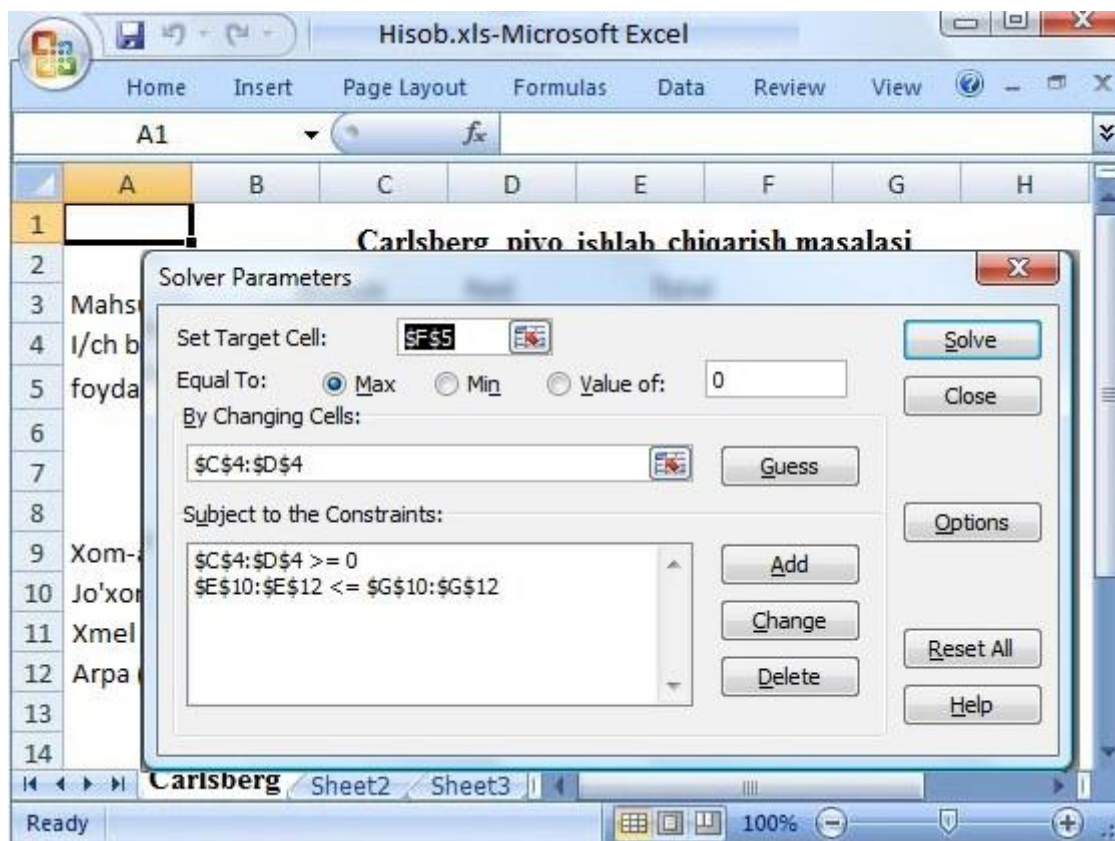 Hisob.xls-Microsoft Excel
Home Insert Page Layout Formulas Data Review View
A1 fx
A B C D E F G H
1
Carlsberg pivo ishlab chiqarish masalasi
2
Solver Parameters
3
4 I/ch
5 foyda
6
7
8
9
10
11 Xmel
12 Arpa
13
14
Set Target Cell: $F$5 Solve
Equal To: Max Min Value of: 0 Close
By Changing Cells:
$C$4:$D$4 Guess
Subject to the Constraints: Options
$C$4:$D$4 >= 0 Add
$E$10:$E$12 <= $G$10:$G$12
Change
Reset All
Delete
Help
Carlsberg Sheet2 Sheet3
Ready 100%